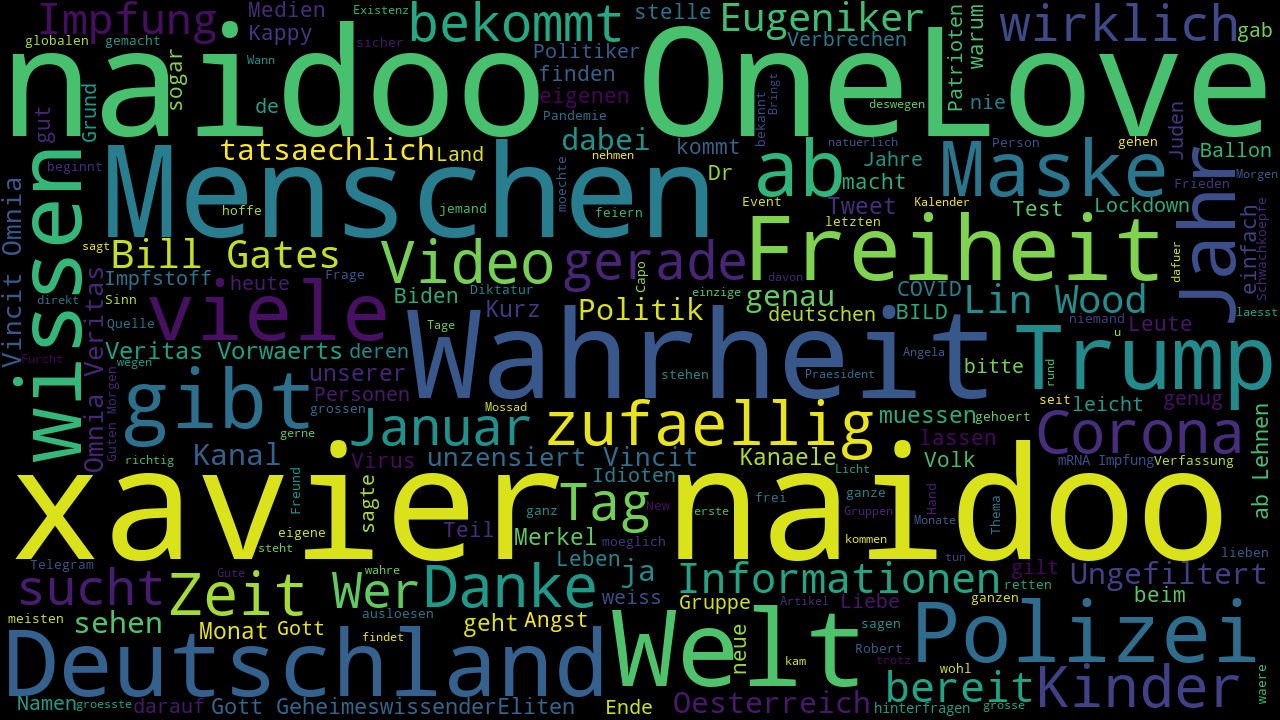 Impfung Medien Existenz bekommt stelle Eugeniker Patrioten warum wirklich gab
globalen gemacht Kappy sicher Politiker Verbrechen
naidoo OneLove
Wann sogar finden
gut Grund de eigenen Pandemie bekannt Bringt deswegen nie Juden
wissen tatsaechlich Land dabei kommt natuerlich Person gehen Ballon
beginnt Menschen nehmen Dr ab Jahre Maske Frieden Morgen
moechte macht Tweet Event Kalender Test Lockdown
hoffe jemand feiern letzten
Vincit Omnia sagt Bill Gates Video gerade Freiheit dafuer Jahr einfach schwachkoepfe
Impfstoff heute Frage Capo davon
direkt Sinn viele Biden Diktatur einzige genau COVID Lin Wood laesst
Quelle Kurz Politik deutschen BILD niemand Leute
Furcht Omnia Veritas Veritas Vorwaerts deren Tage Wahrheit Angela u Trump
wegen gibt unserer stehen Praesident bitte rund
Guten Morgen Personen grossen Mossad seit leicht genug
gerne Januar zufaellig muessen gehoert Corona
richtig Kanal Virus unzensiert Vincit Kanaele lassen Volk mRNA Impfung Verfassung ab Lehnen
Freund Idioten Licht
xavier naidoo
sagte Tag frei ganze Hand Thema
eigene ganz New erste Gruppen Monate
steht Teil Merkel moeglich kommen
Telegram Gute wahre Leben tun lieben
sucht Zeit Wer Danke ja Informationen gilt Ungefiltert
weiss Gruppe Artikel Liebe retten beim
meisten sehen Monat Gott ausloesen geht Angst sagen ganzen
findet Welt neue Robert Polizei
Deutschland kam trotz wohl
Namen groesste darauf Gott GeheimeswissenderEliten Ende Oesterreich bereit Kinder waere
hinterfragen grosse